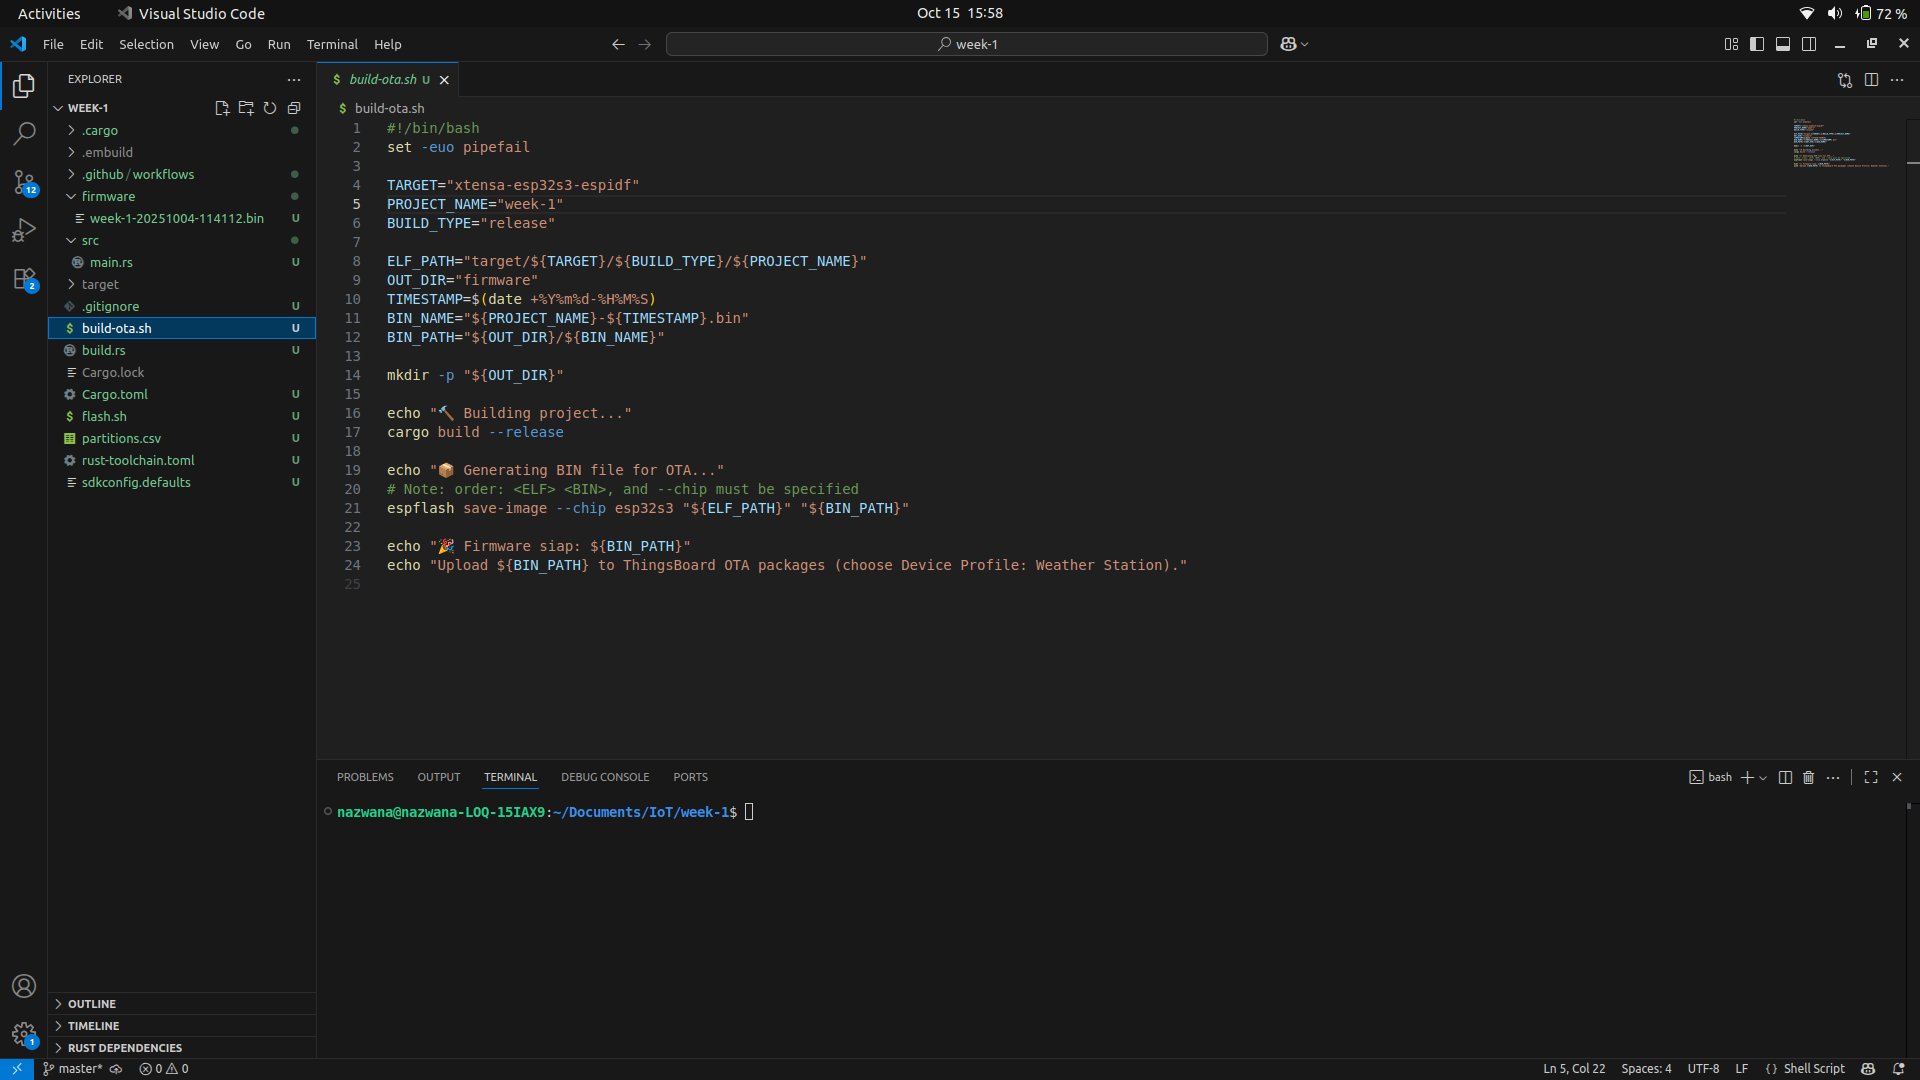 Activities
Visual Studio Code
Oct 15 15:58
72 %
File Edit Selection View Go Run Terminal Help
week-1
EXPLORER
WEEK-1
.cargo
.embuild
.github / workflows
firmware
week-1-20251004-114112.bin U
src
main.rs U
target
.gitignore U
build-ota.sh U
build.rs U
Cargo.lock
Cargo.toml U
flash.sh U
partitions.csv U
rust-toolchain.toml U
sdkconfig.defaults U
12
2
1
OUTLINE
TIMELINE
RUST DEPENDENCIES
$ build-ota.sh U
$ build-ota.sh
1 #!/bin/bash
2 set -euo pipefail
3
4 TARGET="xtensa-esp32s3-espidf"
5 PROJECT_NAME="week-1"
6 BUILD_TYPE="release"
7
8 ELF_PATH="target/${TARGET}/${BUILD_TYPE}/${PROJECT_NAME}"
9 OUT_DIR="firmware"
10 TIMESTAMP=$(date +%Y%m%d-%H%M%S)
11 BIN_NAME="${PROJECT_NAME}-${TIMESTAMP}.bin"
12 BIN_PATH="${OUT_DIR}/${BIN_NAME}"
13
14 mkdir -p "${OUT_DIR}"
15
16 echo "🔨 Building project..."
17 cargo build --release
18
19 echo "📦 Generating BIN file for OTA..."
20 # Note: order: <ELF> <BIN>, and --chip must be specified
21 espflash save-image --chip esp32s3 "${ELF_PATH}" "${BIN_PATH}"
22
23 echo "🎉 Firmware siap: ${BIN_PATH}"
24 echo "Upload ${BIN_PATH} to ThingsBoard OTA packages (choose Device Profile: Weather Station)."
25
PROBLEMS OUTPUT TERMINAL DEBUG CONSOLE PORTS
bash
nazwana@nazwana-LOQ-15IAX9:~/Documents/IoT/week-1$
master* 0 0
Ln 5, Col 22 Spaces: 4 UTF-8 LF {} Shell Script